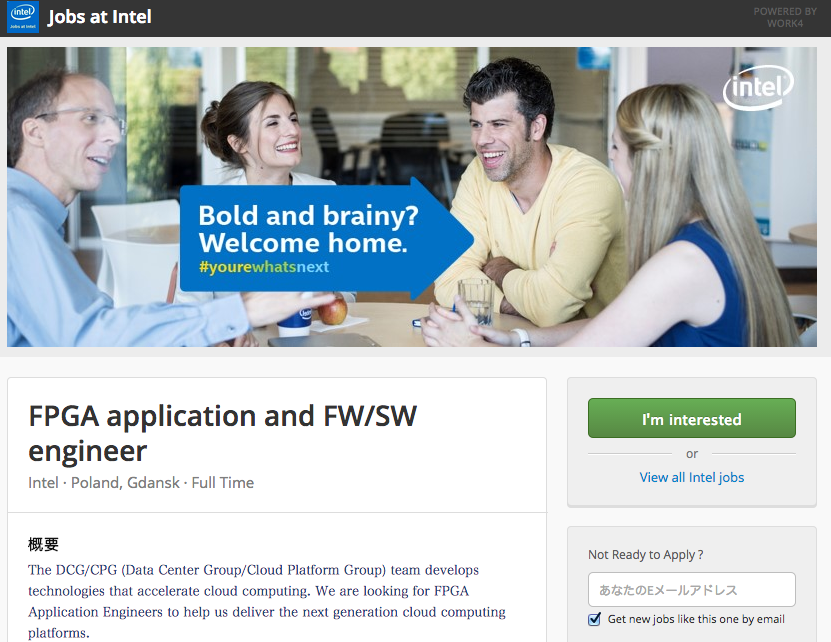 intel
Jobs at Intel
Jobs at Intel
POWERED BY
WORK4
intel
Bold and brainy?
Welcome home.
#yourewhatsnext
intel
FPGA application and FW/SW
engineer
Intel · Poland, Gdansk · Full Time
概要
The DCG/CPG (Data Center Group/Cloud Platform Group) team develops
technologies that accelerate cloud computing. We are looking for FPGA
Application Engineers to help us deliver the next generation cloud computing
platforms.
I'm interested
or
View all Intel jobs
Not Ready to Apply ?
あなたのEメールアドレス
Get new jobs like this one by email